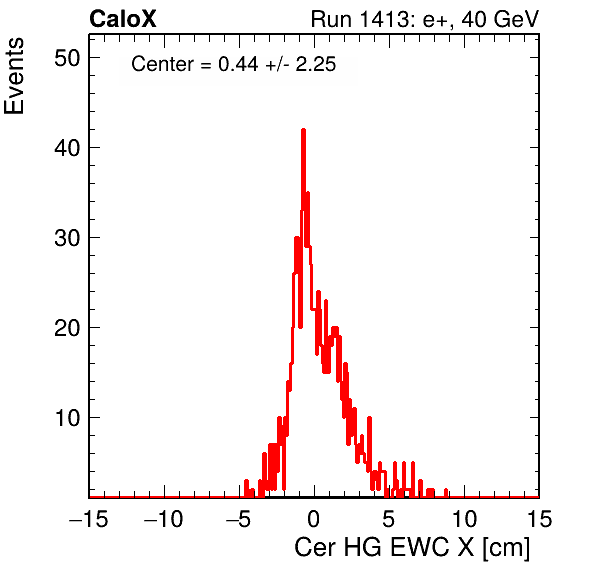 CaloX Run 1413: e+, 40 GeV
Center = 0.44 +/- 2.25
Events
50
40
30
20
10
−15 −10 −5 0 5 10 15
Cer HG EWC X [cm]